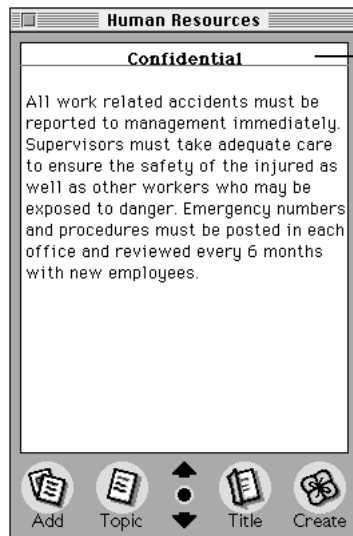 Human Resources
Confidential
All work related accidents must be
reported to management immediately.
Supervisors must take adequate care
to ensure the safety of the injured as
well as other workers who may be
exposed to danger. Emergency numbers
and procedures must be posted in each
office and reviewed every 6 months
with new employees.
Add Topic Title Create